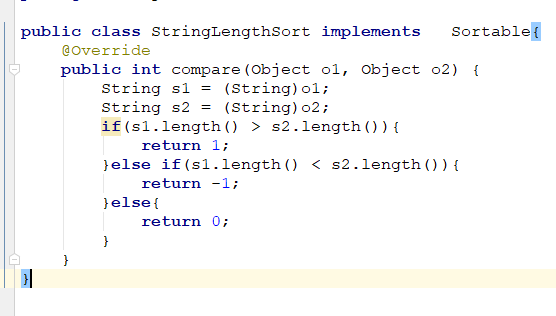 public class StringLengthSort implements   Sortable{
    @Override
    public int compare(Object o1, Object o2) {
        String s1 = (String)o1;
        String s2 = (String)o2;
        if(s1.length() > s2.length()){
            return 1;
        }else if(s1.length() < s2.length()){
            return -1;
        }else{
            return 0;
        }
    }
}